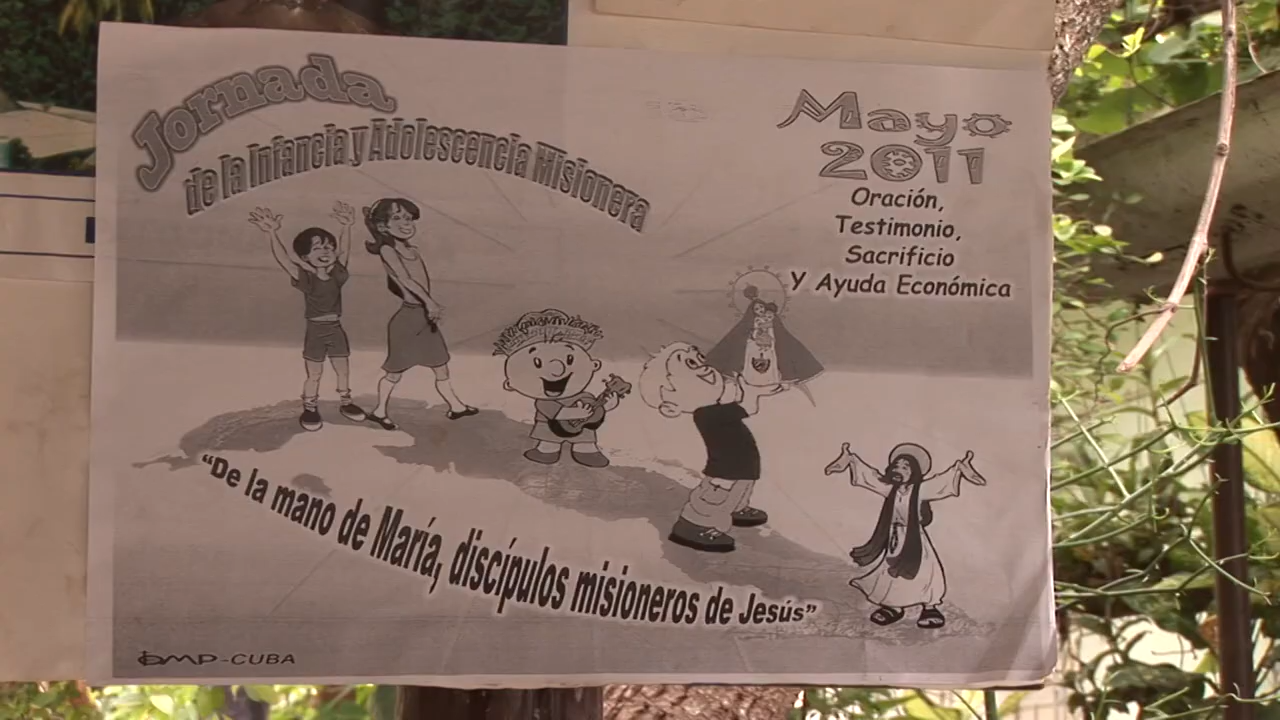 Jornada
de la Infancia y Adolescencia Misionera
Mayo
2011
Oración,
Testimonio,
Sacrificio
Y Ayuda Económica
“De la mano de María, discípulos misioneros de Jesús”
OMP-CUBA